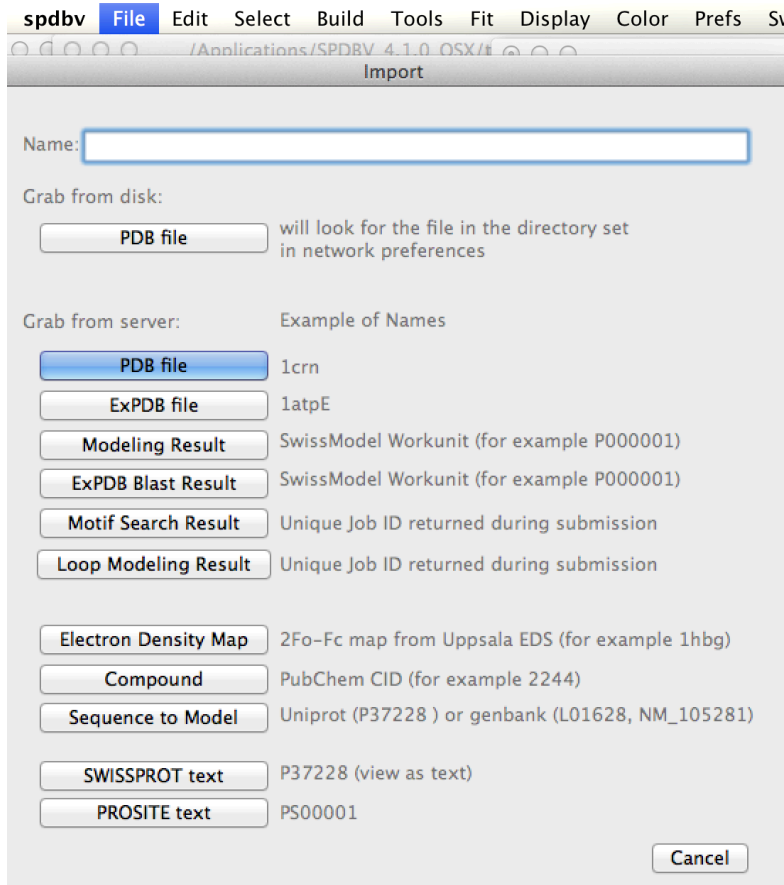 spdbv File Edit Select Build Tools Fit Display Color Prefs
/Applications/SPDBV_4.1.0_OSX/
Import
Name:
Grab from disk:
PDB file
will look for the file in the directory set
in network preferences
Grab from server:
Example of Names
PDB file
1crn
ExPDB file
1atpE
Modeling Result
SwissModel Workunit (for example P000001)
ExPDB Blast Result
SwissModel Workunit (for example P000001)
Motif Search Result
Unique Job ID returned during submission
Loop Modeling Result
Unique Job ID returned during submission
Electron Density Map
2Fo-Fc map from Uppsala EDS (for example 1hbg)
Compound
PubChem CID (for example 2244)
Sequence to Model
Uniprot (P37228 ) or genbank (L01628, NM_105281)
SWISSPROT text
P37228 (view as text)
PROSITE text
PS00001
Cancel